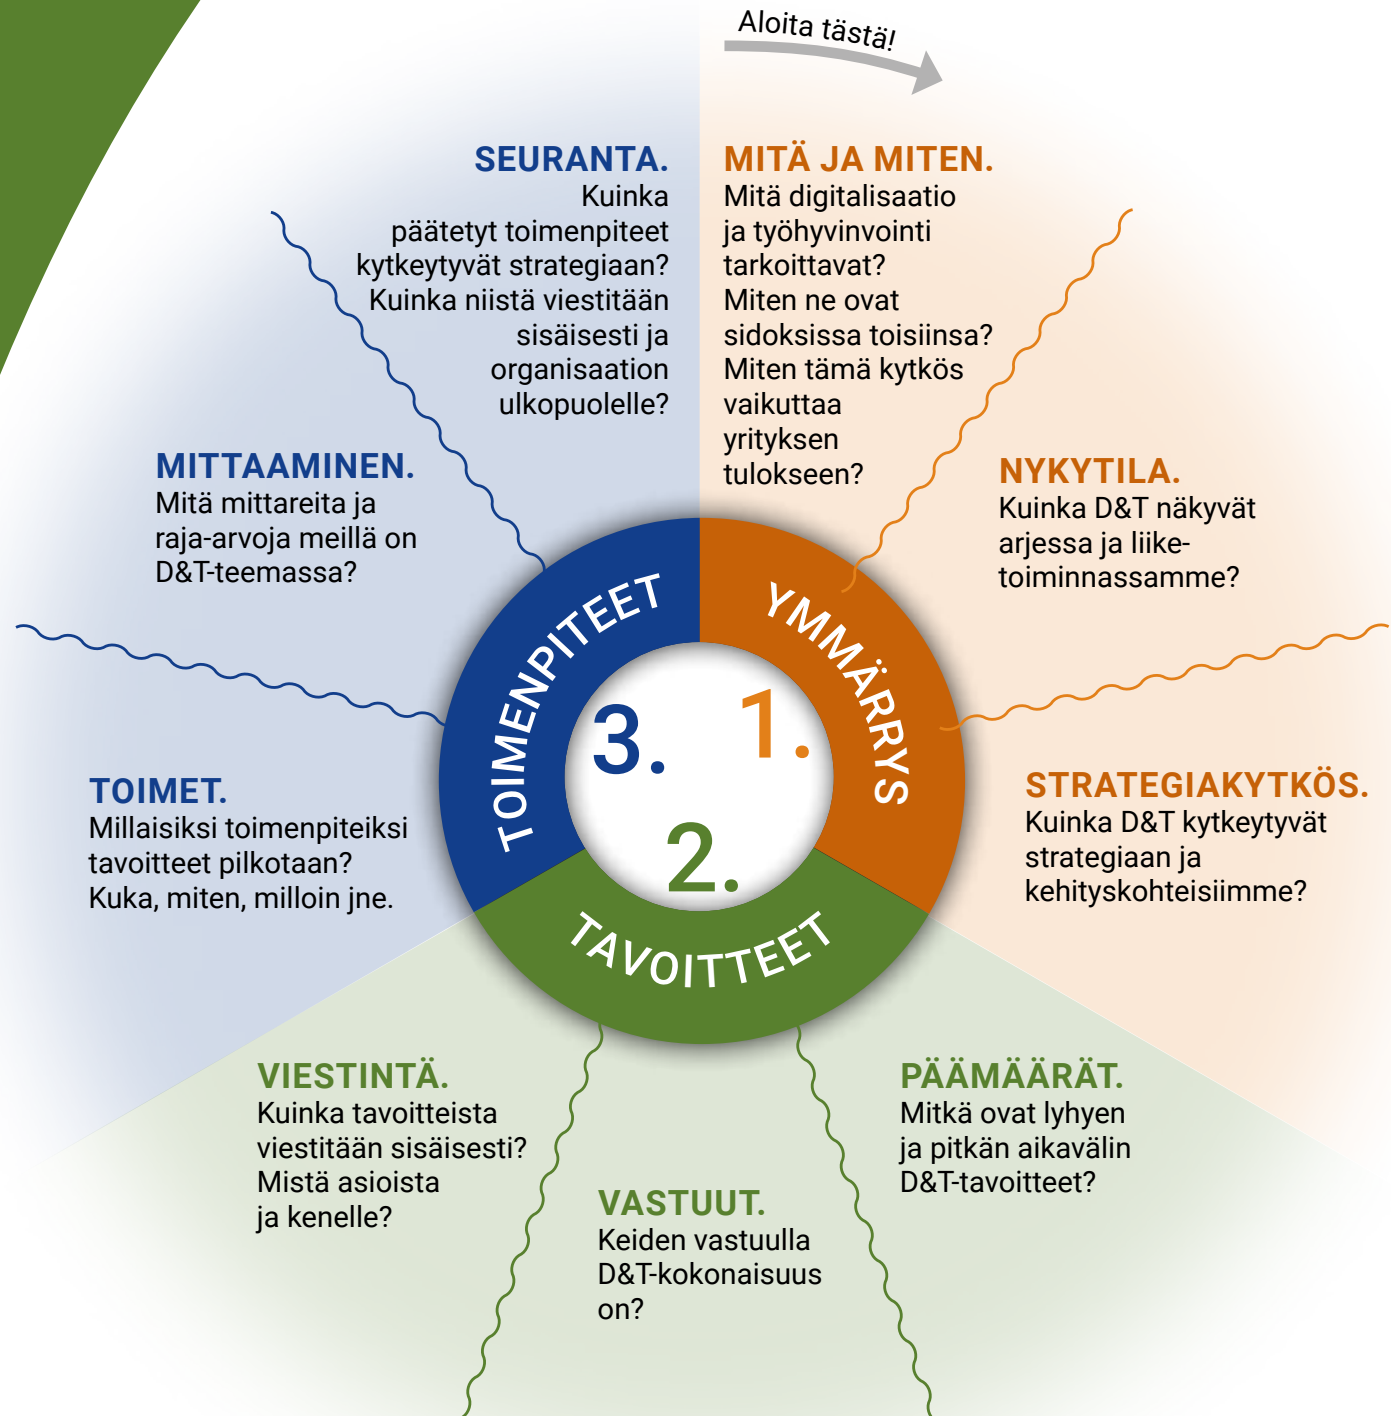 Aloita tästä!
MITÄ JA MITEN.
Mitä digitalisaatio
ja työhyvinvointi
tarkoittavat?
Miten ne ovat
sidoksissa toisiinsa?
Miten tämä kytkös
vaikuttaa
yrityksen
tulokseen?
NYKYTILA.
Kuinka D&T näkyvät
arjessa ja liike-
toiminnassamme?
STRATEGIAKYTKÖS.
Kuinka D&T kytkeytyvät
strategiaan ja
kehityskohteisiimme?
PÄÄMÄÄRÄT.
Mitkä ovat lyhyen
ja pitkän aikavälin
D&T-tavoitteet?
VASTUUT.
Keiden vastuulla
D&T-kokonaisuus
on?
VIESTINTÄ.
Kuinka tavoitteista
viestitään sisäisesti?
Mistä asioista
ja kenelle?
TOIMET.
Millaisiksi toimenpiteiksi
tavoitteet pilkotaan?
Kuka, miten, milloin jne.
MITTAAMINEN.
Mitä mittareita ja
raja-arvoja meillä on
D&T-teemassa?
SEURANTA.
Kuinka
päätetyt toimenpiteet
kytkeytyvät strategiaan?
Kuinka niistä viestitään
sisäisesti ja
organisaation
ulkopuolelle?
YMMÄRRYS
1.
TAVOITTEET
2.
TOIMENPITEET
3.